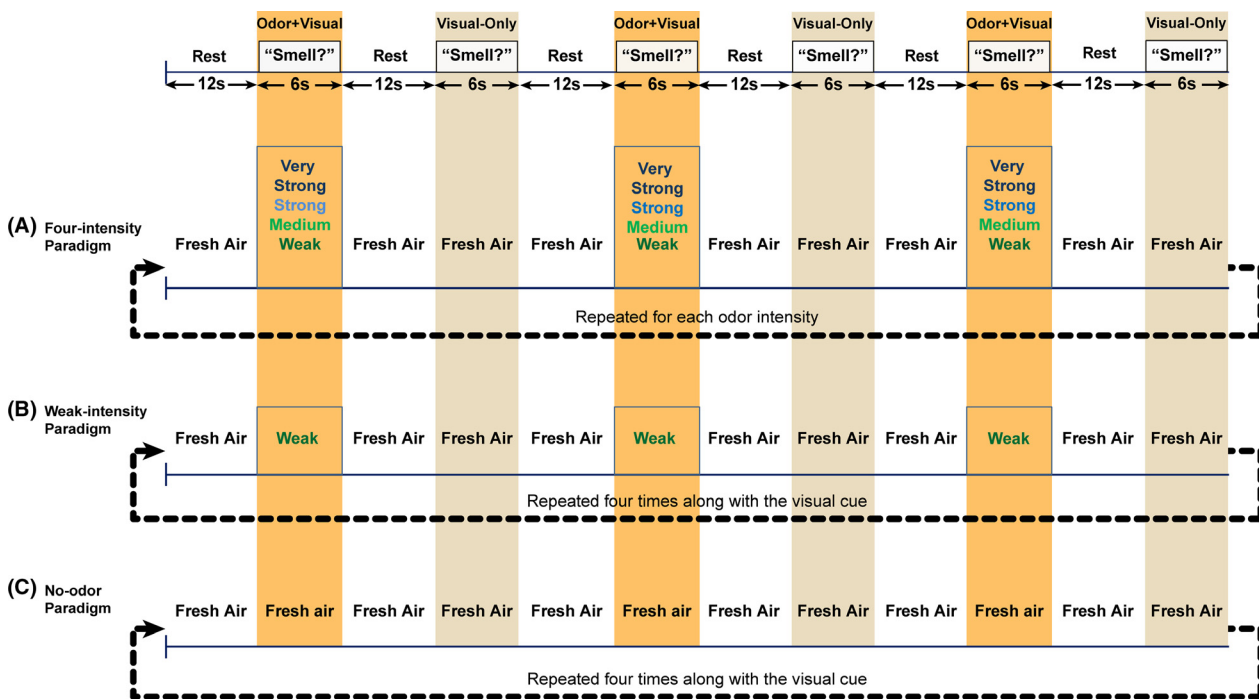 Odor+Visual Visual-Only Odor+Visual Visual-Only Odor+Visual Visual-Only
Rest "Smell?" Rest "Smell?" Rest "Smell?" Rest "Smell?" Rest "Smell?" Rest "Smell?"
12s 6s 12s 6s 12s 6s 12s 6s 12s 6s 12s 6s
(A) Four-intensity
Paradigm
Very Very Very
Strong Strong Strong
Strong Strong Strong
Medium Medium Medium
Fresh Air Weak Fresh Air Fresh Air Fresh Air Weak Fresh Air Fresh Air Fresh Air Weak Fresh Air Fresh Air
Repeated for each odor intensity
(B) Weak-intensity
Paradigm
Fresh Air Weak Fresh Air Fresh Air Fresh Air Weak Fresh Air Fresh Air Fresh Air Weak Fresh Air Fresh Air
Repeated four times along with the visual cue
(C) No-odor
Paradigm
Fresh Air Fresh air Fresh Air Fresh Air Fresh Air Fresh air Fresh Air Fresh Air Fresh Air Fresh air Fresh Air Fresh Air
Repeated four times along with the visual cue